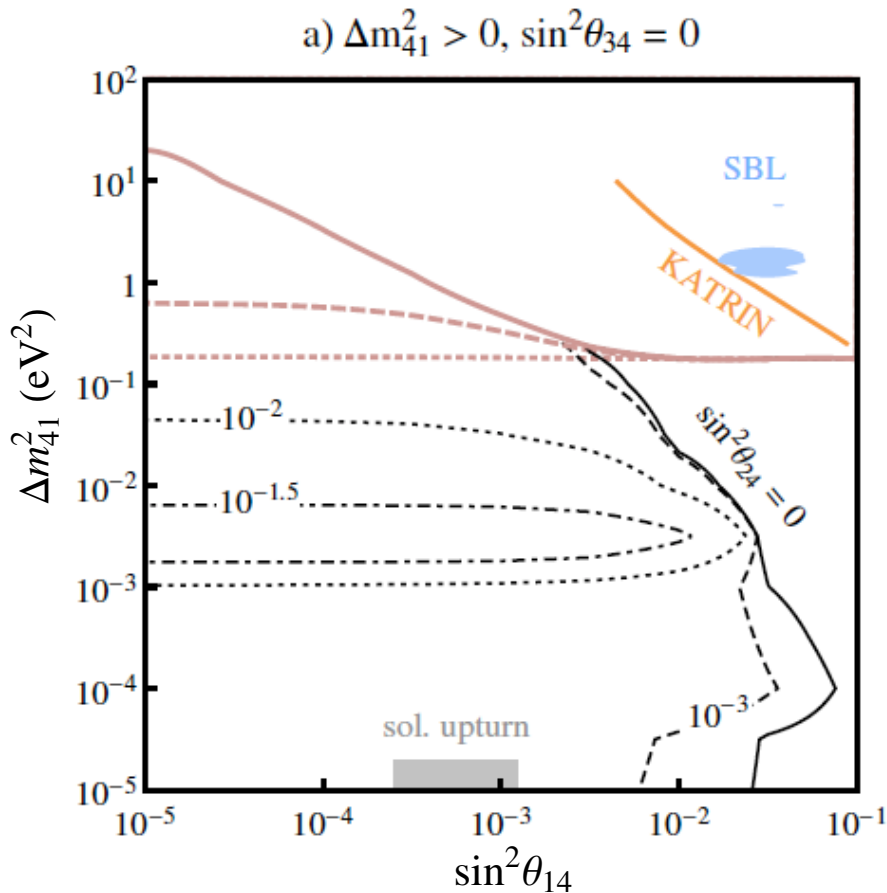 a) Δm²₄₁ > 0, sin²θ₃₄ = 0
Δm²₄₁ (eV²)
10²
10¹
1
10⁻¹
10⁻²
10⁻³
10⁻⁴
10⁻⁵
SBL
KATRIN
10⁻²
sin²θ₂₄ = 0
10⁻¹·⁵
10⁻³
sol. upturn
10⁻⁵ 10⁻⁴ 10⁻³ 10⁻² 10⁻¹
sin²θ₁₄